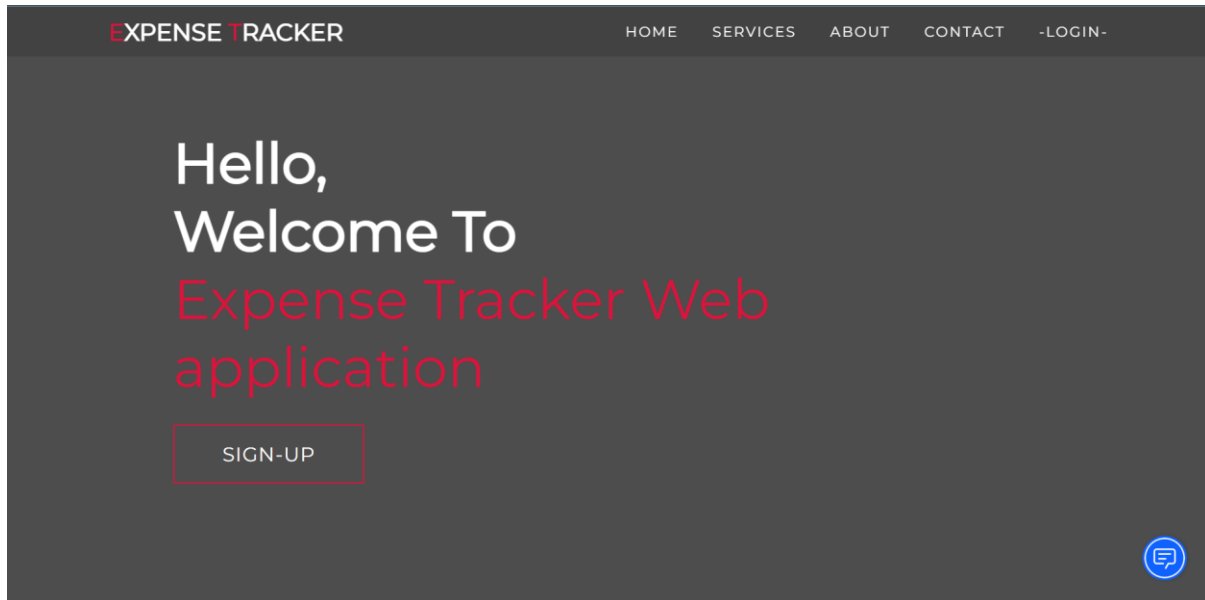 EXPENSE TRACKER
HOME SERVICES ABOUT CONTACT -LOGIN-
Hello,
Welcome To
Expense Tracker Web
application
SIGN-UP